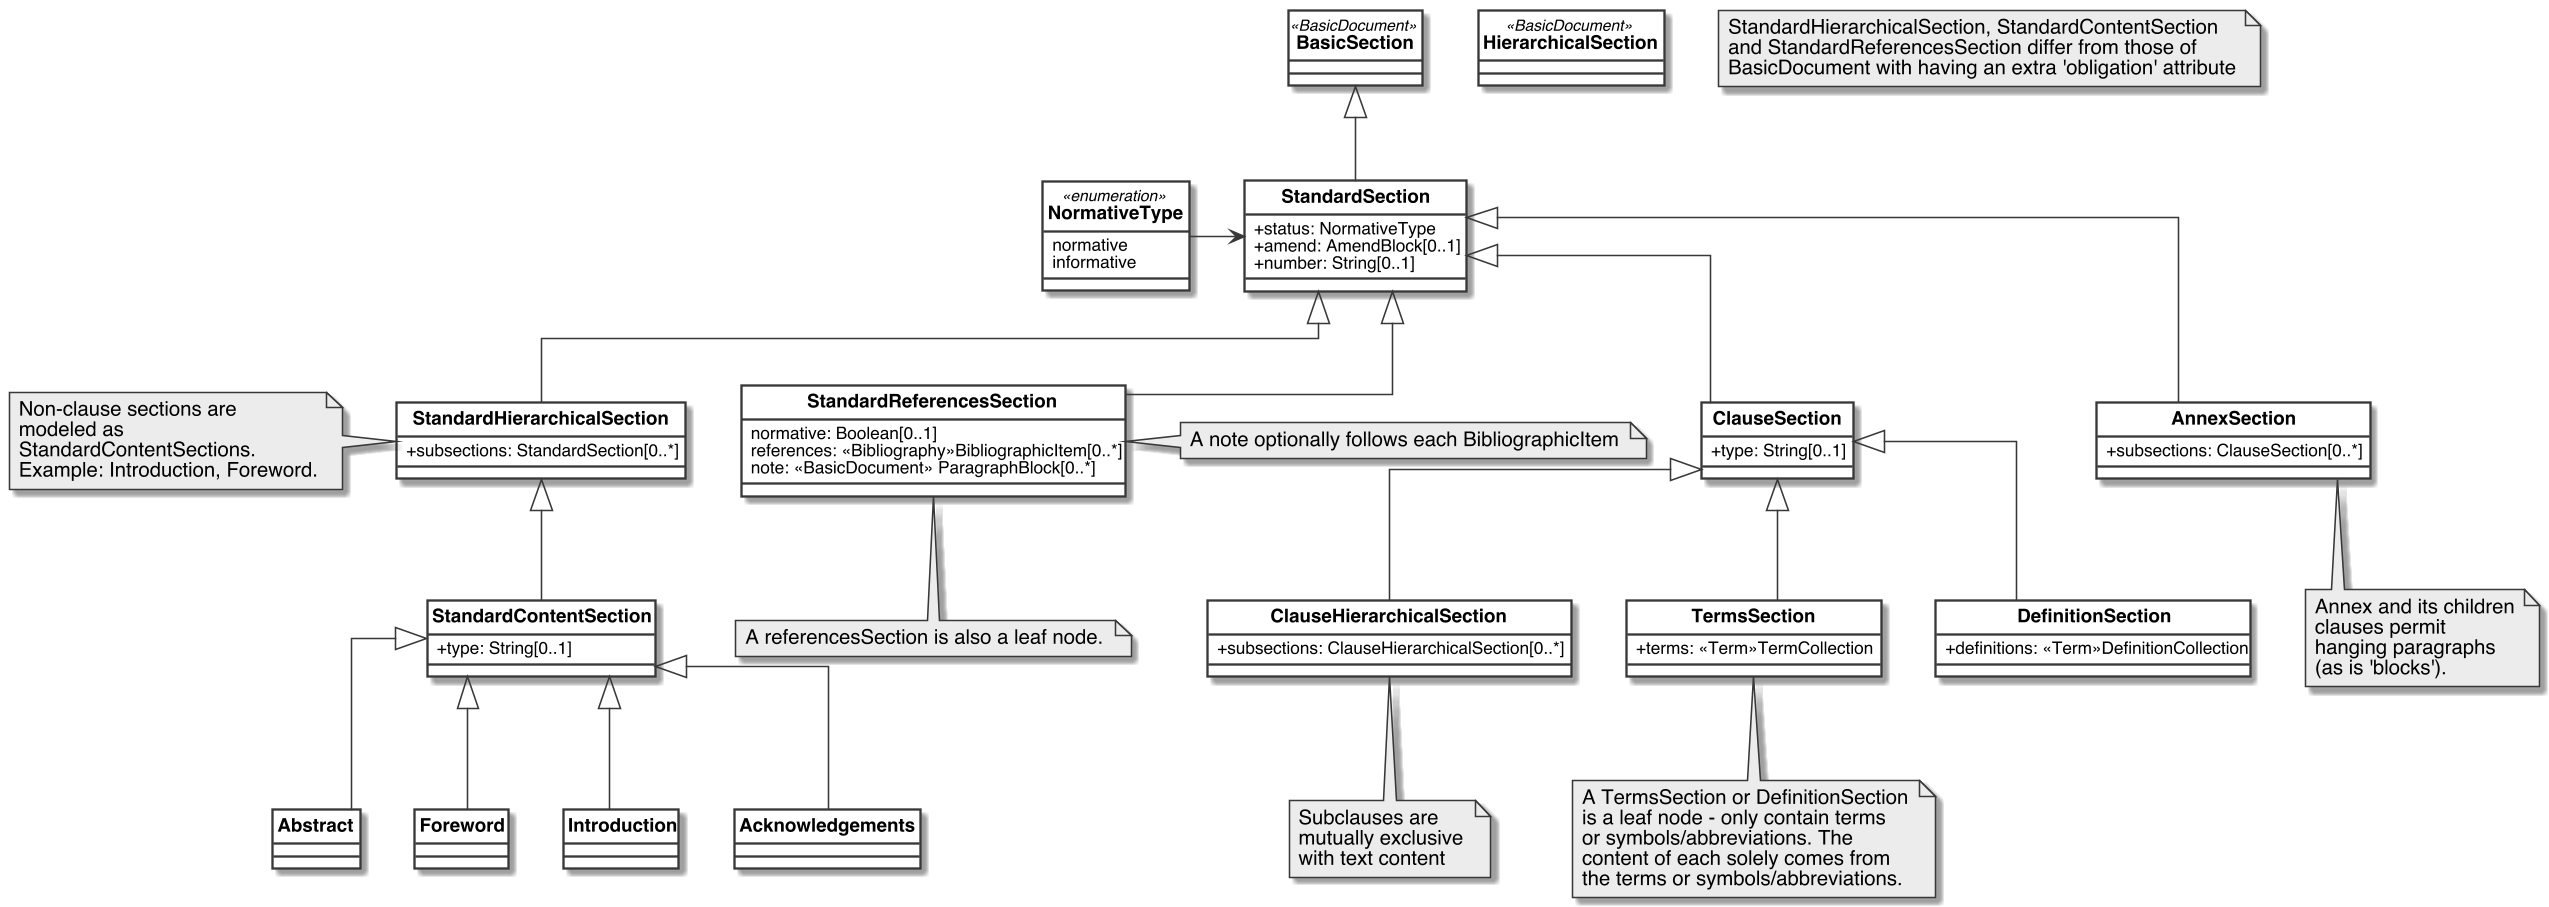 «BasicDocument»
BasicSection
«BasicDocument»
HierarchicalSection
StandardHierarchicalSection, StandardContentSection
and StandardReferencesSection differ from those of
BasicDocument with having an extra 'obligation' attribute
«enumeration»
NormativeType
normative
informative
StandardSection
+status: NormativeType
+amend: AmendBlock[0..1]
+number: String[0..1]
Non-clause sections are
modeled as
StandardContentSections.
Example: Introduction, Foreword.
StandardHierarchicalSection
+subsections: StandardSection[0..*]
StandardReferencesSection
normative: Boolean[0..1]
references: «Bibliography»BibliographicItem[0..*]
note: «BasicDocument» ParagraphBlock[0..*]
A note optionally follows each BibliographicItem
ClauseSection
+type: String[0..1]
AnnexSection
+subsections: ClauseSection[0..*]
StandardContentSection
+type: String[0..1]
A referencesSection is also a leaf node.
ClauseHierarchicalSection
+subsections: ClauseHierarchicalSection[0..*]
TermsSection
+terms: «Term»TermCollection
DefinitionSection
+definitions: «Term»DefinitionCollection
Annex and its children
clauses permit
hanging paragraphs
(as is 'blocks').
Abstract
Foreword
Introduction
Acknowledgements
Subclauses are
mutually exclusive
with text content
A TermsSection or DefinitionSection
is a leaf node - only contain terms
or symbols/abbreviations. The
content of each solely comes from
the terms or symbols/abbreviations.